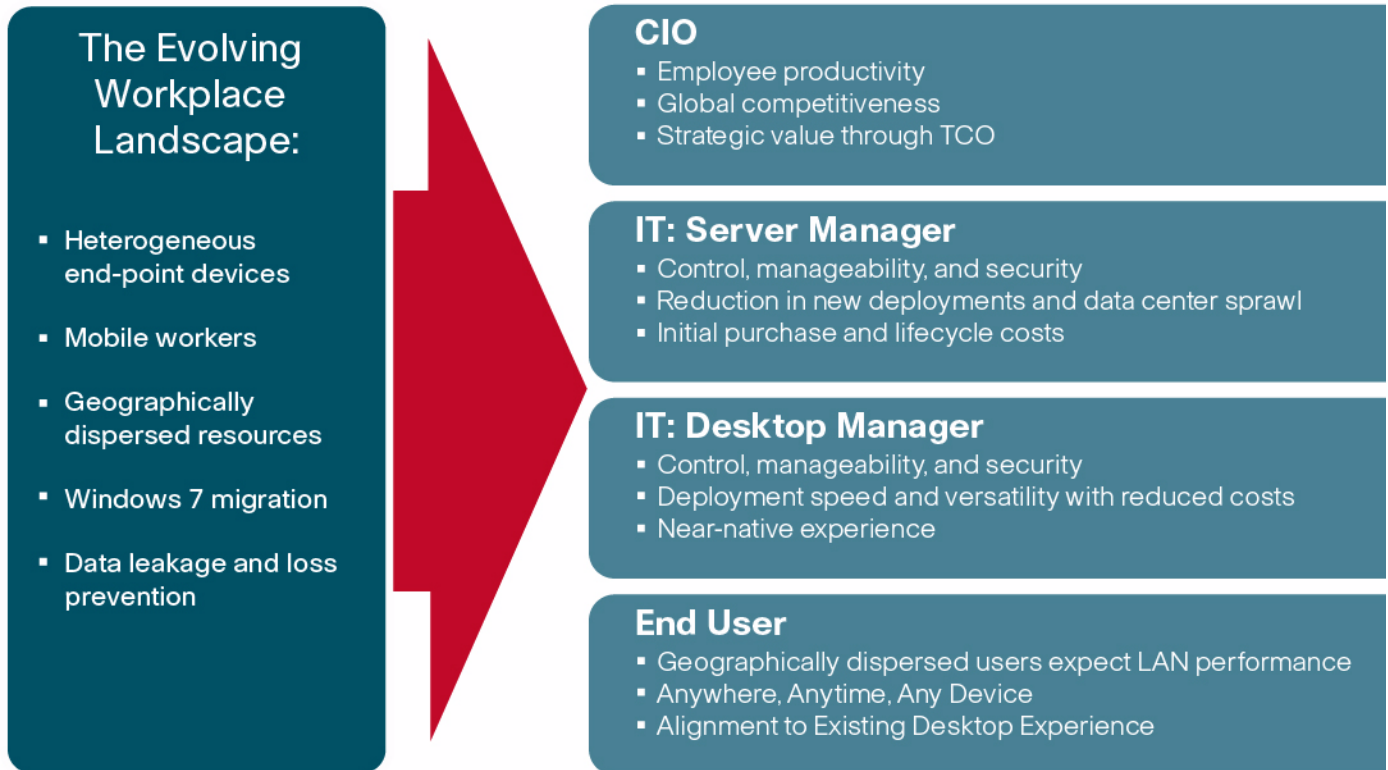 The Evolving
Workplace
Landscape:
▪ Heterogeneous
end-point devices
▪ Mobile workers
▪ Geographically
dispersed resources
▪ Windows 7 migration
▪ Data leakage and loss
prevention
CIO
▪ Employee productivity
▪ Global competitiveness
▪ Strategic value through TCO
IT: Server Manager
▪ Control, manageability, and security
▪ Reduction in new deployments and data center sprawl
▪ Initial purchase and lifecycle costs
IT: Desktop Manager
▪ Control, manageability, and security
▪ Deployment speed and versatility with reduced costs
▪ Near-native experience
End User
▪ Geographically dispersed users expect LAN performance
▪ Anywhere, Anytime, Any Device
▪ Alignment to Existing Desktop Experience